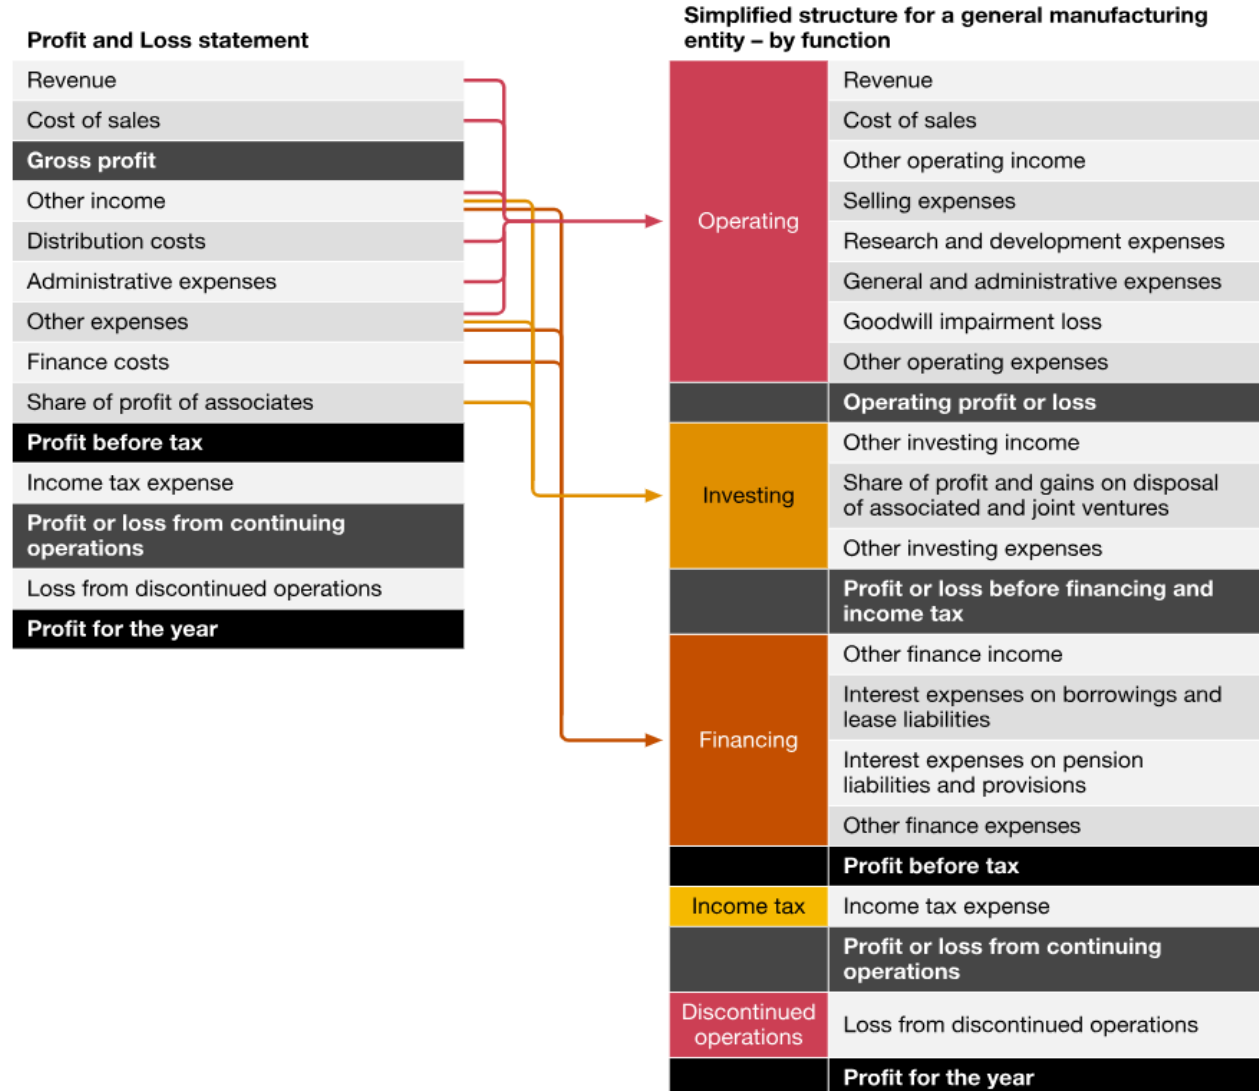 Profit and Loss statement
Revenue
Cost of sales
Gross profit
Other income
Distribution costs
Administrative expenses
Other expenses
Finance costs
Share of profit of associates
Profit before tax
Income tax expense
Profit or loss from continuing
operations
Loss from discontinued operations
Profit for the year
Simplified structure for a general manufacturing
entity – by function
Operating
Revenue
Cost of sales
Other operating income
Selling expenses
Research and development expenses
General and administrative expenses
Goodwill impairment loss
Other operating expenses
Operating profit or loss
Investing
Other investing income
Share of profit and gains on disposal
of associated and joint ventures
Other investing expenses
Profit or loss before financing and
income tax
Financing
Other finance income
Interest expenses on borrowings and
lease liabilities
Interest expenses on pension
liabilities and provisions
Other finance expenses
Profit before tax
Income tax
Income tax expense
Profit or loss from continuing
operations
Discontinued
operations
Loss from discontinued operations
Profit for the year